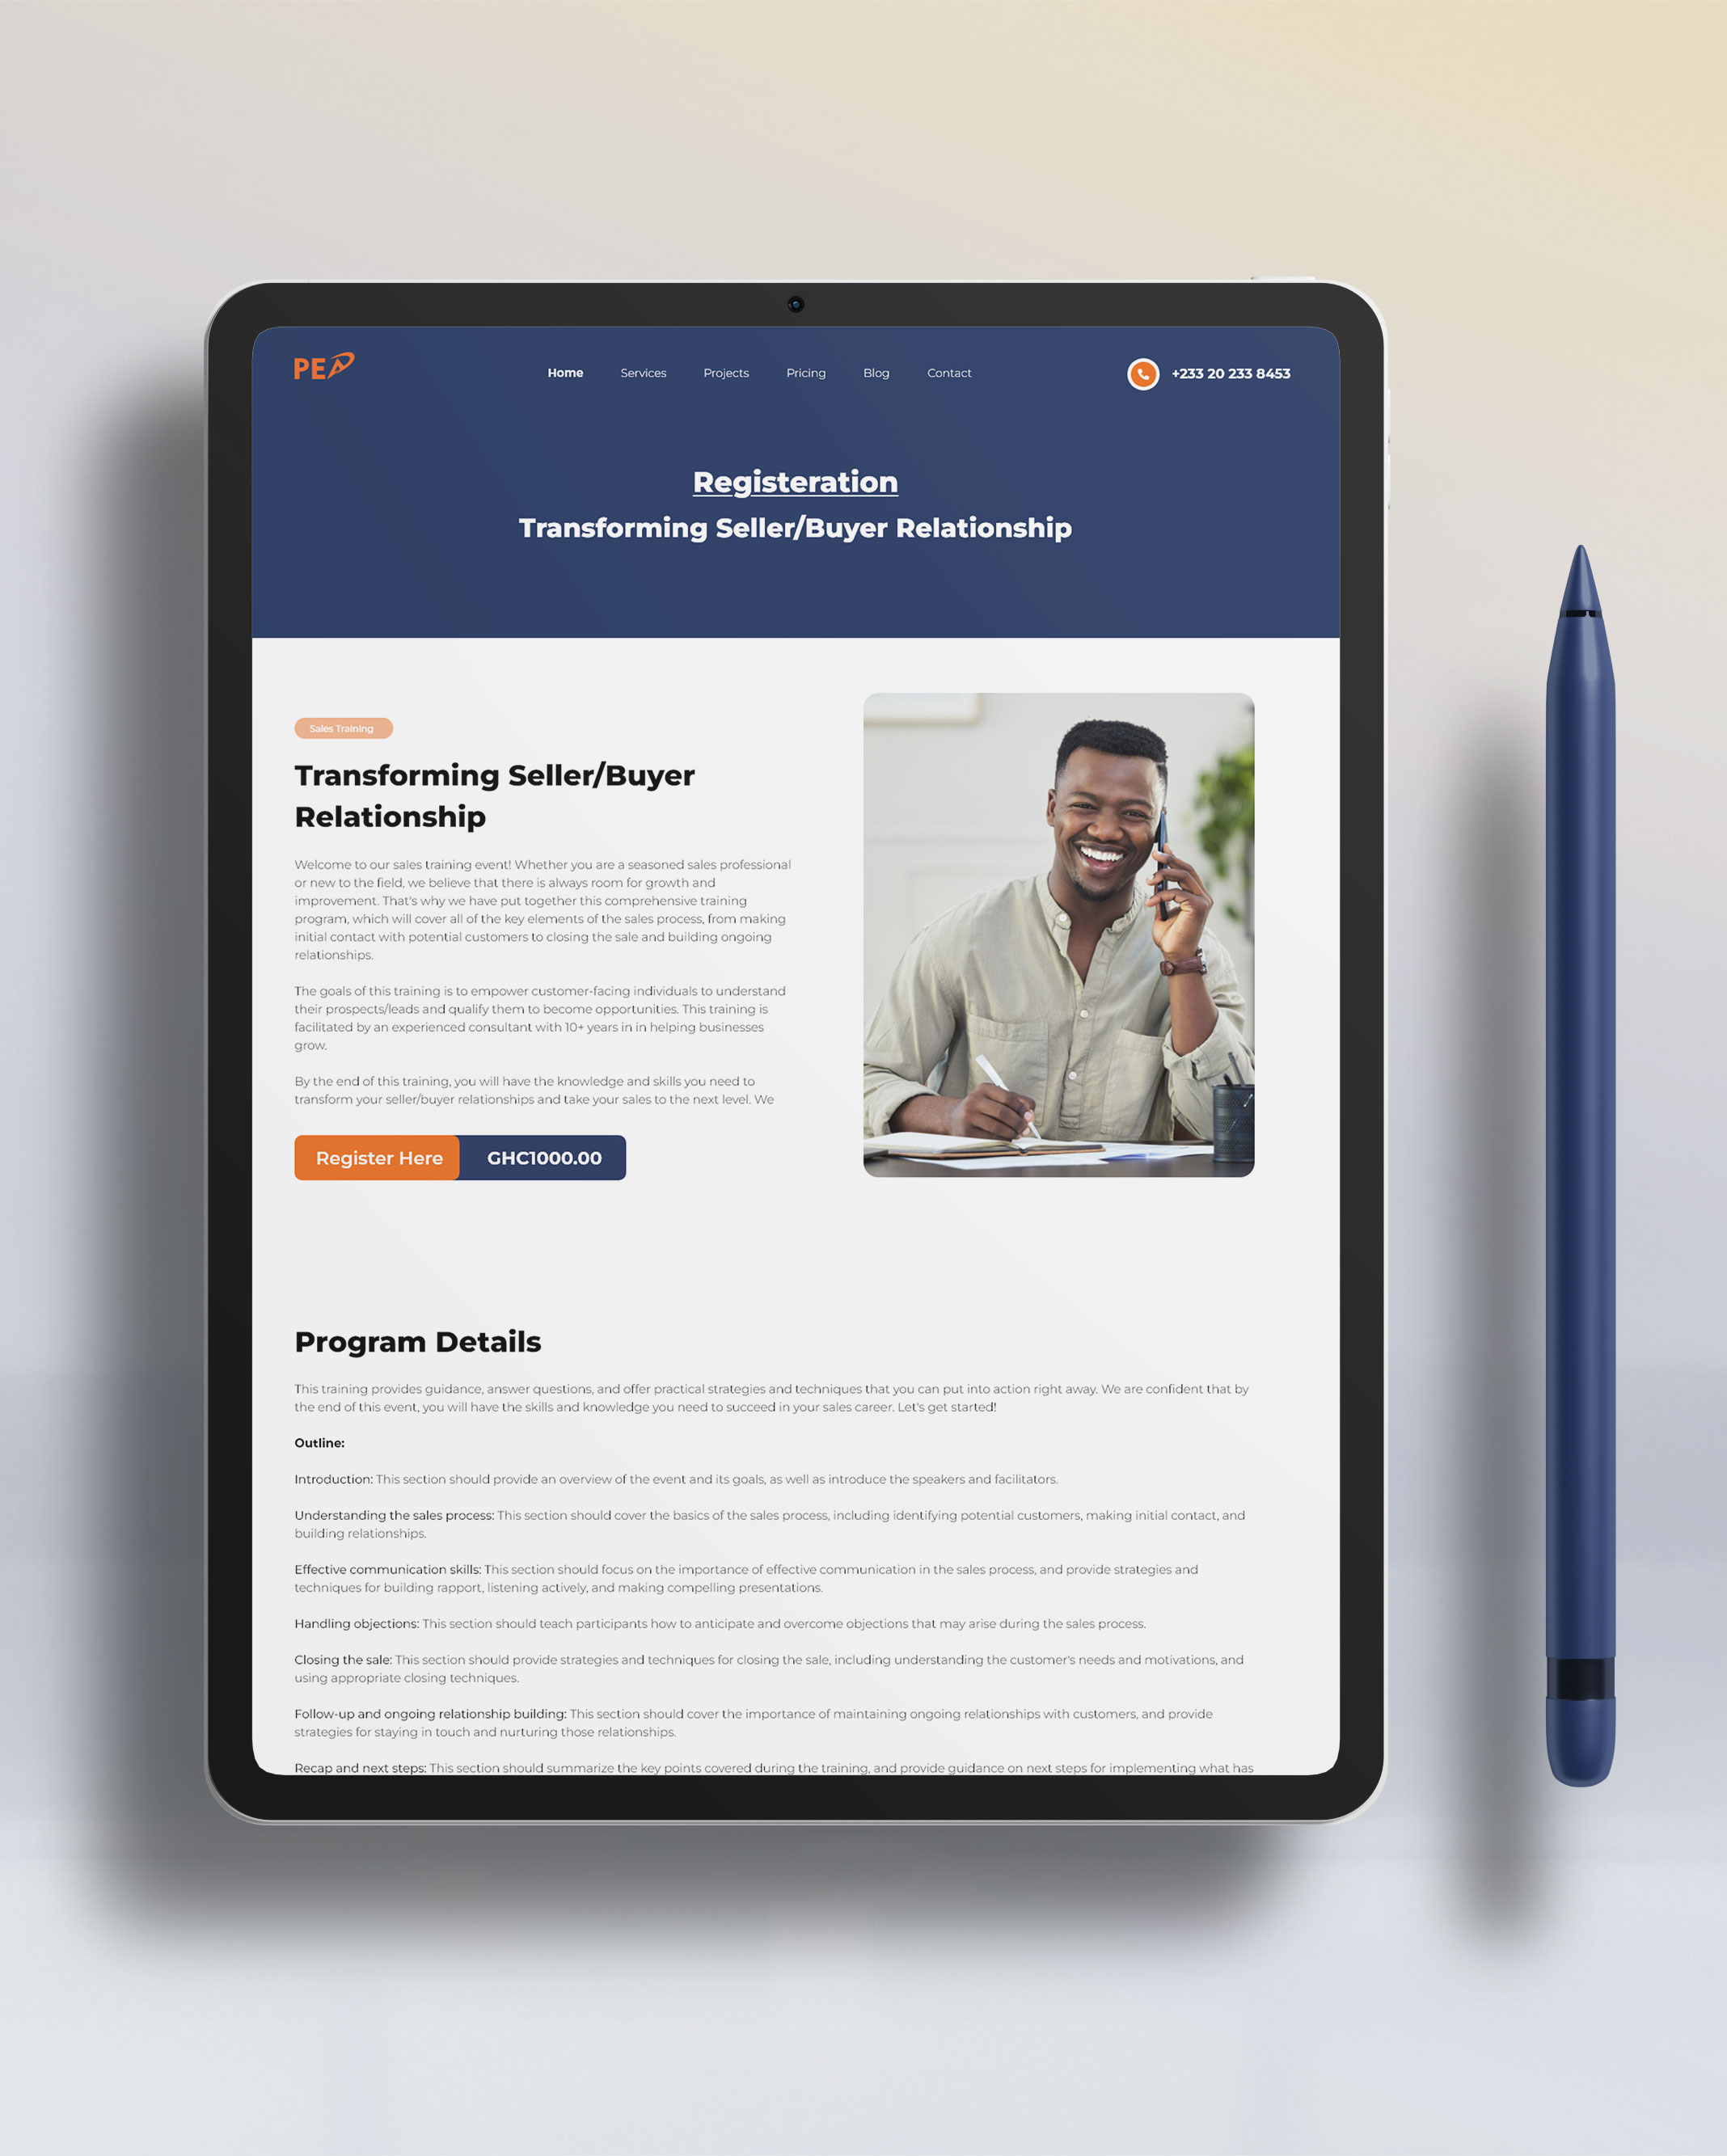 PEA
Home Services Projects Pricing Blog Contact
+233 20 233 8453
Registeration
Transforming Seller/Buyer Relationship
Sales Training
Transforming Seller/Buyer
Relationship
Welcome to our sales training event! Whether you are a seasoned sales professional
or new to the field, we believe that there is always room for growth and
improvement. That's why we have put together this comprehensive training
program, which will cover all of the key elements of the sales process, from making
initial contact with potential customers to closing the sale and building ongoing
relationships.
The goals of this training is to empower customer-facing individuals to understand
their prospects/leads and qualify them to become opportunities. This training is
facilitated by an experienced consultant with 10+ years in in helping businesses
grow.
By the end of this training, you will have the knowledge and skills you need to
transform your seller/buyer relationships and take your sales to the next level. We
Register Here GHC1000.00
Program Details
This training provides guidance, answer questions, and offer practical strategies and techniques that you can put into action right away. We are confident that by
the end of this event, you will have the skills and knowledge you need to succeed in your sales career. Let's get started!
Outline:
Introduction: This section should provide an overview of the event and its goals, as well as introduce the speakers and facilitators.
Understanding the sales process: This section should cover the basics of the sales process, including identifying potential customers, making initial contact, and
building relationships.
Effective communication skills: This section should focus on the importance of effective communication in the sales process, and provide strategies and
techniques for building rapport, listening actively, and making compelling presentations.
Handling objections: This section should teach participants how to anticipate and overcome objections that may arise during the sales process.
Closing the sale: This section should provide strategies and techniques for closing the sale, including understanding the customer's needs and motivations, and
using appropriate closing techniques.
Follow-up and ongoing relationship building: This section should cover the importance of maintaining ongoing relationships with customers, and provide
strategies for staying in touch and nurturing those relationships.
Recap and next steps: This section should summarize the key points covered during the training, and provide guidance on next steps for implementing what has